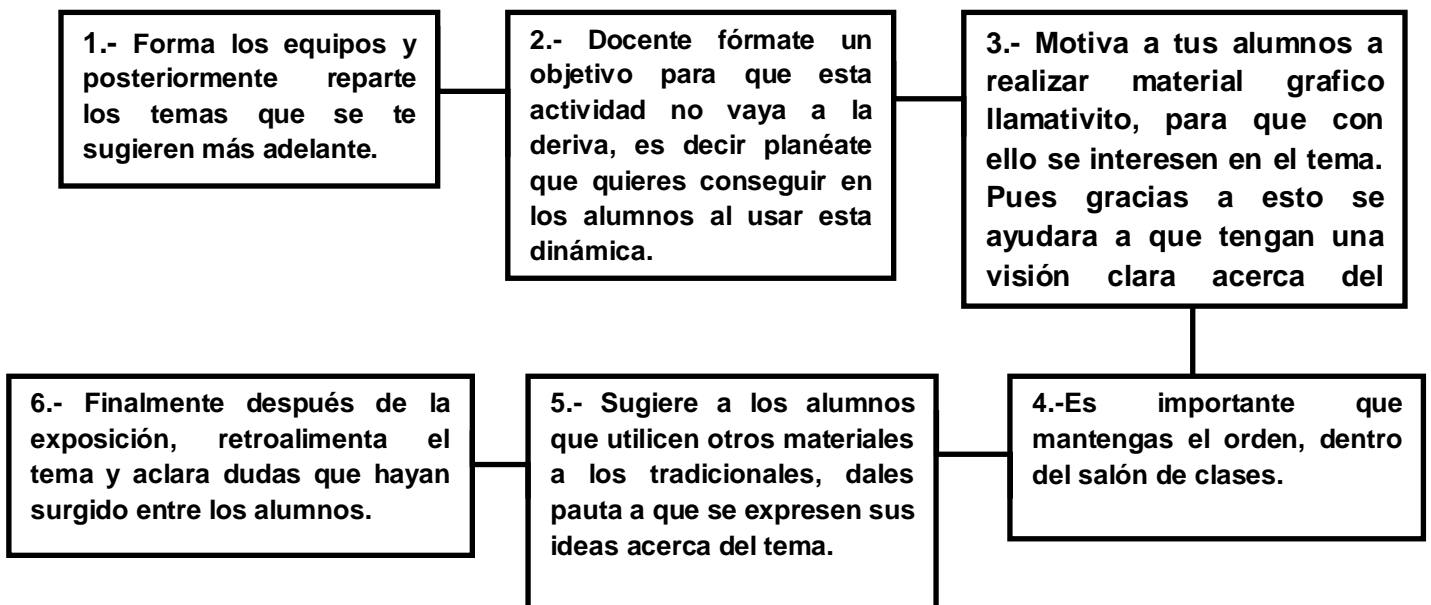 1.- Forma los equipos y
posteriormente reparte
los temas que se te
sugieren más adelante.
2.- Docente fórmate un
objetivo para que esta
actividad no vaya a la
deriva, es decir planéate
que quieres conseguir en
los alumnos al usar esta
dinámica.
3.- Motiva a tus alumnos a
realizar material grafico
llamativito, para que con
ello se interesen en el tema.
Pues gracias a esto se
ayudara a que tengan una
visión clara acerca del
4.-Es importante que
mantengas el orden, dentro
del salón de clases.
5.- Sugiere a los alumnos
que utilicen otros materiales
a los tradicionales, dales
pauta a que se expresen sus
ideas acerca del tema.
6.- Finalmente después de la
exposición, retroalimenta el
tema y aclara dudas que hayan
surgido entre los alumnos.